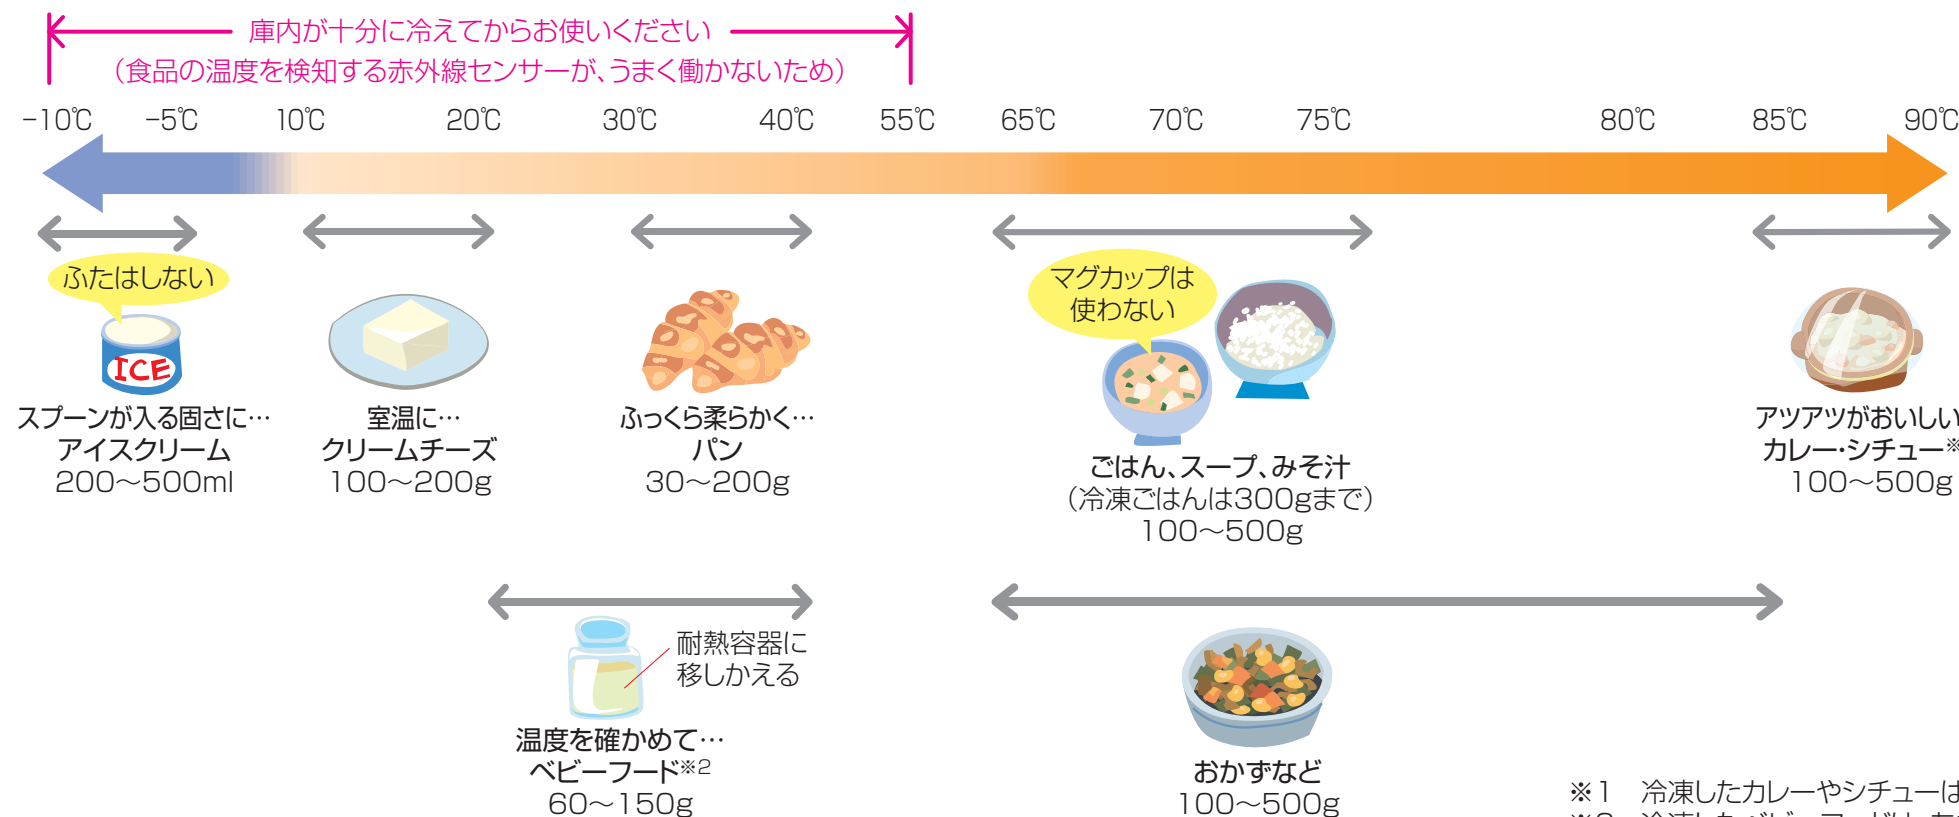 庫内が十分に冷えてからお使いください
（食品の温度を検知する赤外線センサーが、うまく働かないため）
−10℃ −5℃ 10℃ 20℃ 30℃ 40℃ 55℃ 65℃ 70℃ 75℃ 80℃ 85℃ 90℃
ふたはしない
ICE
スプーンが入る固さに…
アイスクリーム
200〜500ml
室温に…
クリームチーズ
100〜200g
ふっくら柔らかく…
パン
30〜200g
マグカップは
使わない
ごはん、スープ、みそ汁
（冷凍ごはんは300gまで）
100〜500g
アツアツがおいしい
カレー・シチュー※
100〜500g
耐熱容器に
移しかえる
温度を確かめて…
ベビーフード※2
60〜150g
おかずなど
100〜500g
※1 冷凍したカレーやシチューは